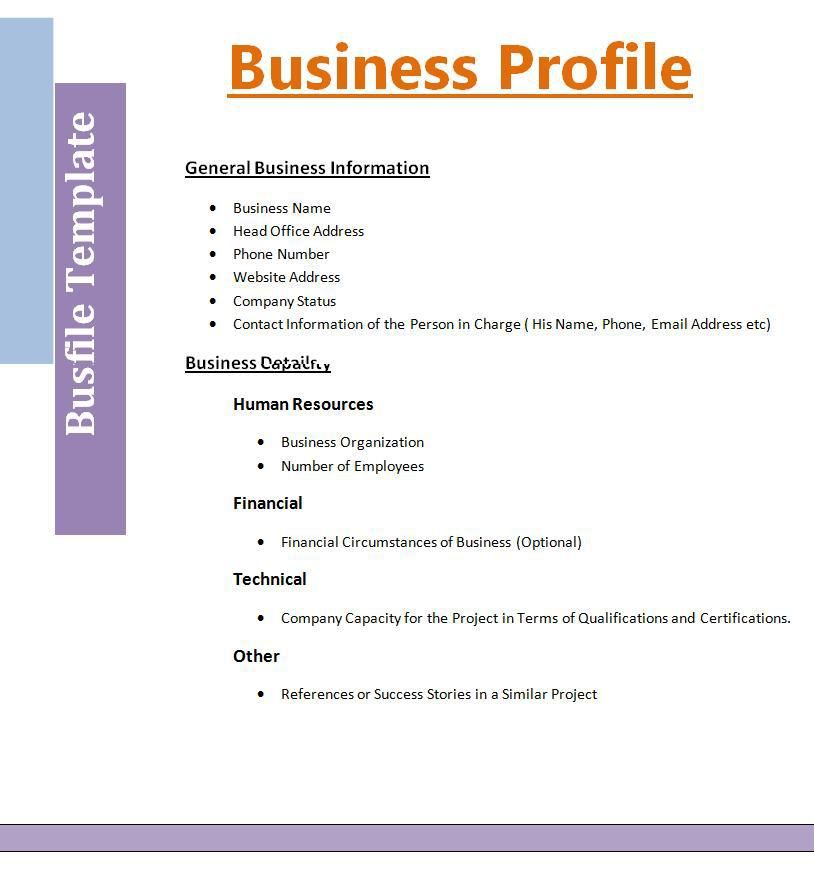 Business Profile
Busfile Template
General Business Information
• Business Name
• Head Office Address
• Phone Number
• Website Address
• Company Status
• Contact Information of the Person in Charge ( His Name, Phone, Email Address etc)
Business
Human Resources
• Business Organization
• Number of Employees
Financial
• Financial Circumstances of Business (Optional)
Technical
• Company Capacity for the Project in Terms of Qualifications and Certifications.
Other
• References or Success Stories in a Similar Project